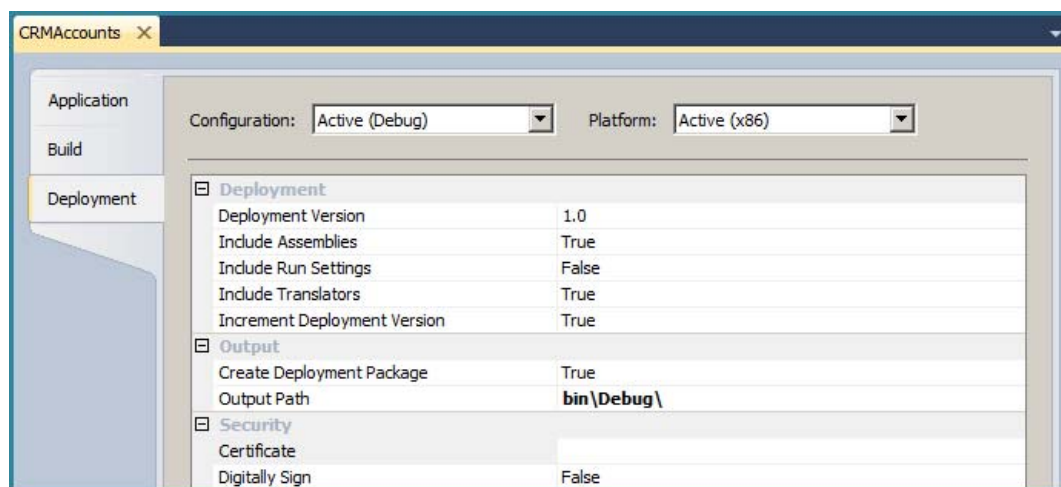 CRMAccounts
Application
Build
Deployment
Configuration: Active (Debug) Platform: Active (x86)
Deployment
Deployment Version 1.0
Include Assemblies True
Include Run Settings False
Include Translators True
Increment Deployment Version True
Output
Create Deployment Package True
Output Path bin\Debug\
Security
Certificate
Digitally Sign False